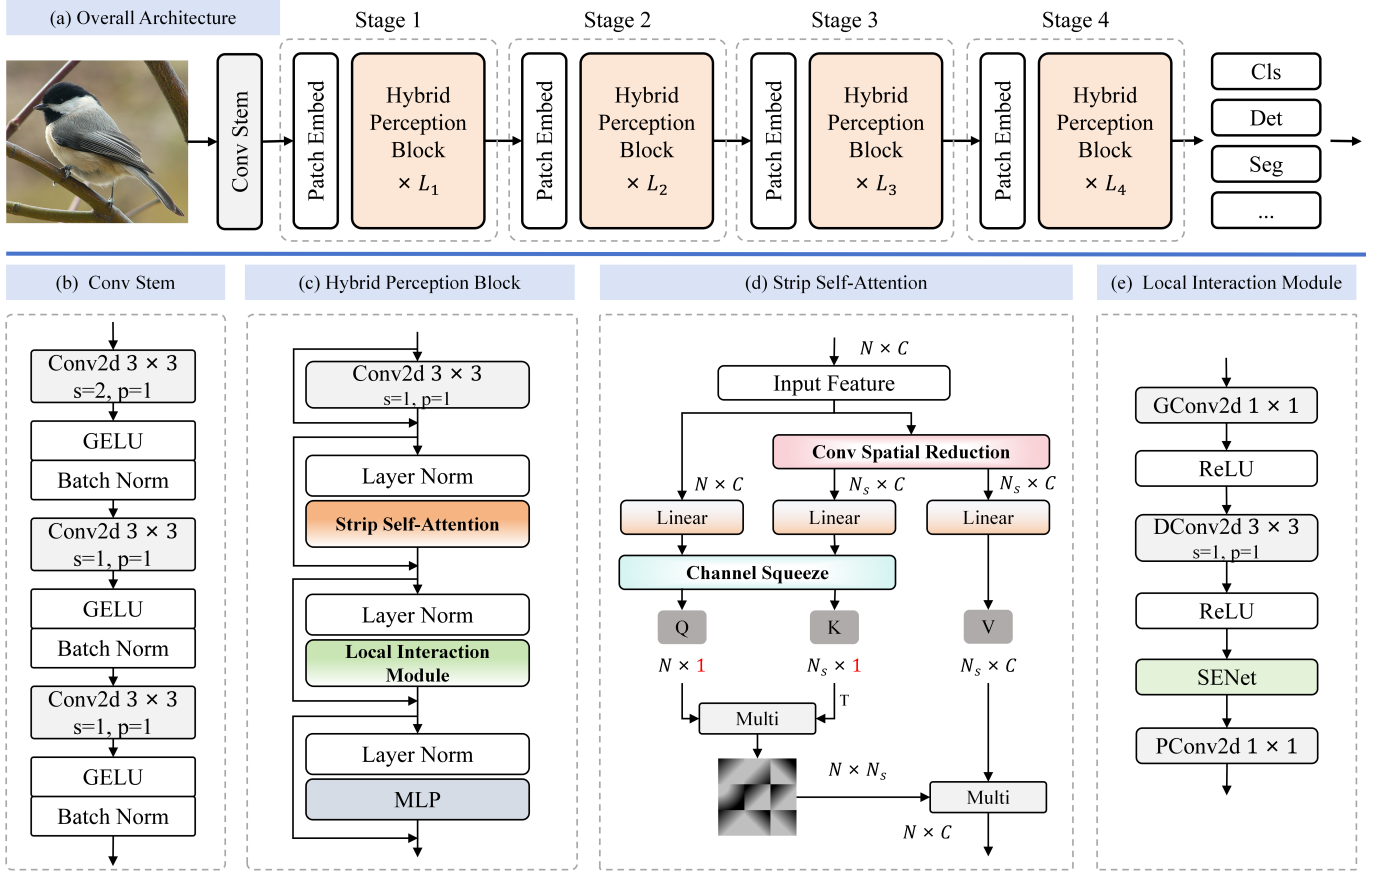 (a) Overall Architecture
Stage 1
Stage 2
Stage 3
Stage 4
Conv Stem
Patch Embed
Hybrid
Perception
Block
× L₁
Patch Embed
Hybrid
Perception
Block
× L₂
Patch Embed
Hybrid
Perception
Block
× L₃
Patch Embed
Hybrid
Perception
Block
× L₄
Cls
Det
Seg
...
(b) Conv Stem
Conv2d 3 × 3
s=2, p=1
GELU
Batch Norm
Conv2d 3 × 3
s=1, p=1
GELU
Batch Norm
Conv2d 3 × 3
s=1, p=1
GELU
Batch Norm
(c) Hybrid Perception Block
Conv2d 3 × 3
s=1, p=1
Layer Norm
Strip Self-Attention
Layer Norm
Local Interaction
Module
Layer Norm
MLP
(d) Strip Self-Attention
N × C
Input Feature
Conv Spatial Reduction
N × C
Nₛ × C
Nₛ × C
Linear
Linear
Linear
Channel Squeeze
Q
K
V
N × 1
Nₛ × 1
Nₛ × C
T
Multi
N × Nₛ
Multi
N × C
(e) Local Interaction Module
GConv2d 1 × 1
ReLU
DConv2d 3 × 3
s=1, p=1
ReLU
SENet
PConv2d 1 × 1